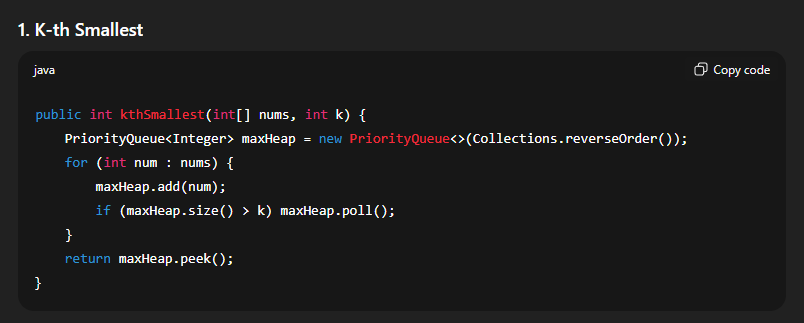 1. K-th Smallest
java
Copy code
public int kthSmallest(int[] nums, int k) {
    PriorityQueue<Integer> maxHeap = new PriorityQueue<>(Collections.reverseOrder());
    for (int num : nums) {
        maxHeap.add(num);
        if (maxHeap.size() > k) maxHeap.poll();
    }
    return maxHeap.peek();
}